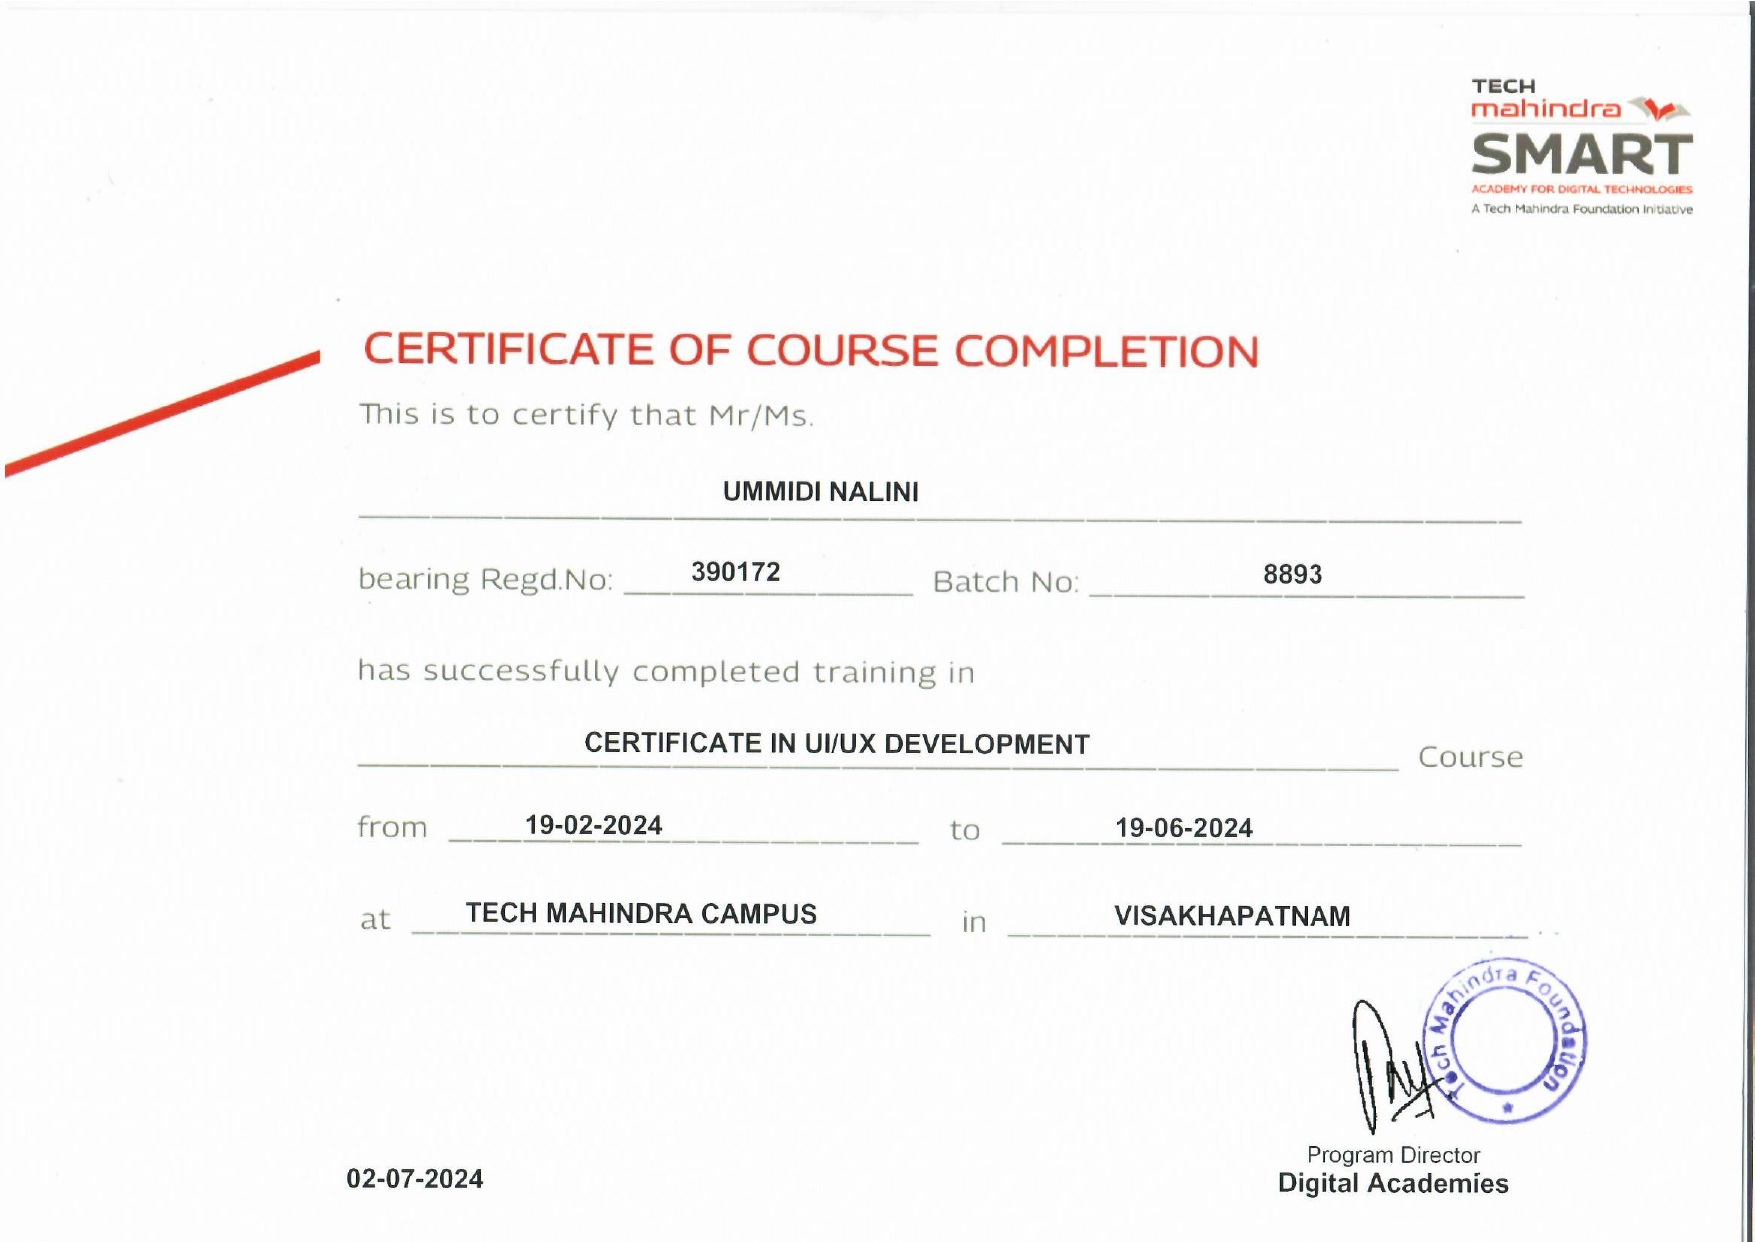 TECH
mahindra
SMART
ACADEMY FOR DIGITAL TECHNOLOGIES
A Tech Mahindra Foundation Initiative
CERTIFICATE OF COURSE COMPLETION
This is to certify that Mr/Ms.
UMMIDI NALINI
bearing Regd.No: 390172 Batch No: 8893
has successfully completed training in
CERTIFICATE IN UI/UX DEVELOPMENT Course
from 19-02-2024 to 19-06-2024
at TECH MAHINDRA CAMPUS in VISAKHAPATNAM
Tech Mahindra Foundation
Program Director
Digital Academies
02-07-2024